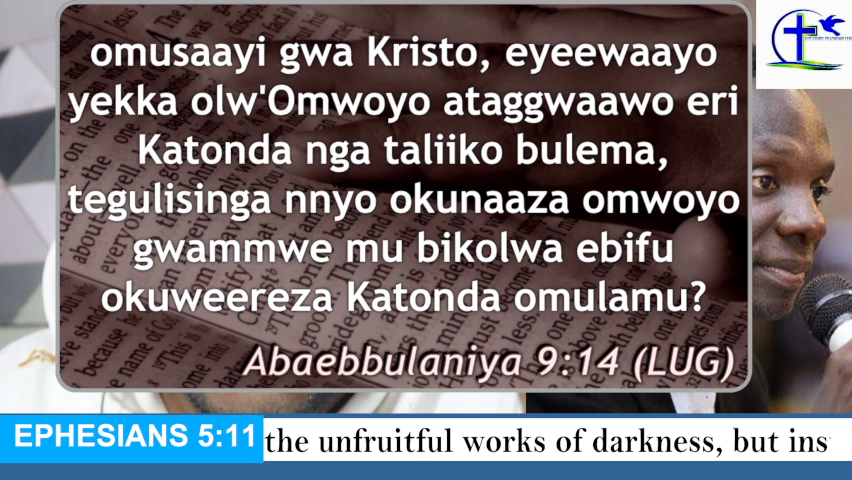 omusaayi gwa Kristo, eyeewaayo
yekka olw'Omwoyo ataggwaawo eri
Katonda nga taliiko bulema,
tegulisinga nnyo okunaaza omwoyo
gwammwe mu bikolwa ebifu
okuweereza Katonda omulamu?
Abaebbulaniya 9:14 (LUG)
EPHESIANS 5:11
the unfruitful works of darkness, but ins